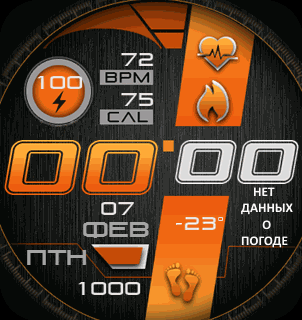 72
BPM
100
75
CAL
00 00
07
ФЕВ
ПТН
1000
-23°
НЕТ
ДАННЫХ
О
ПОГОДЕ